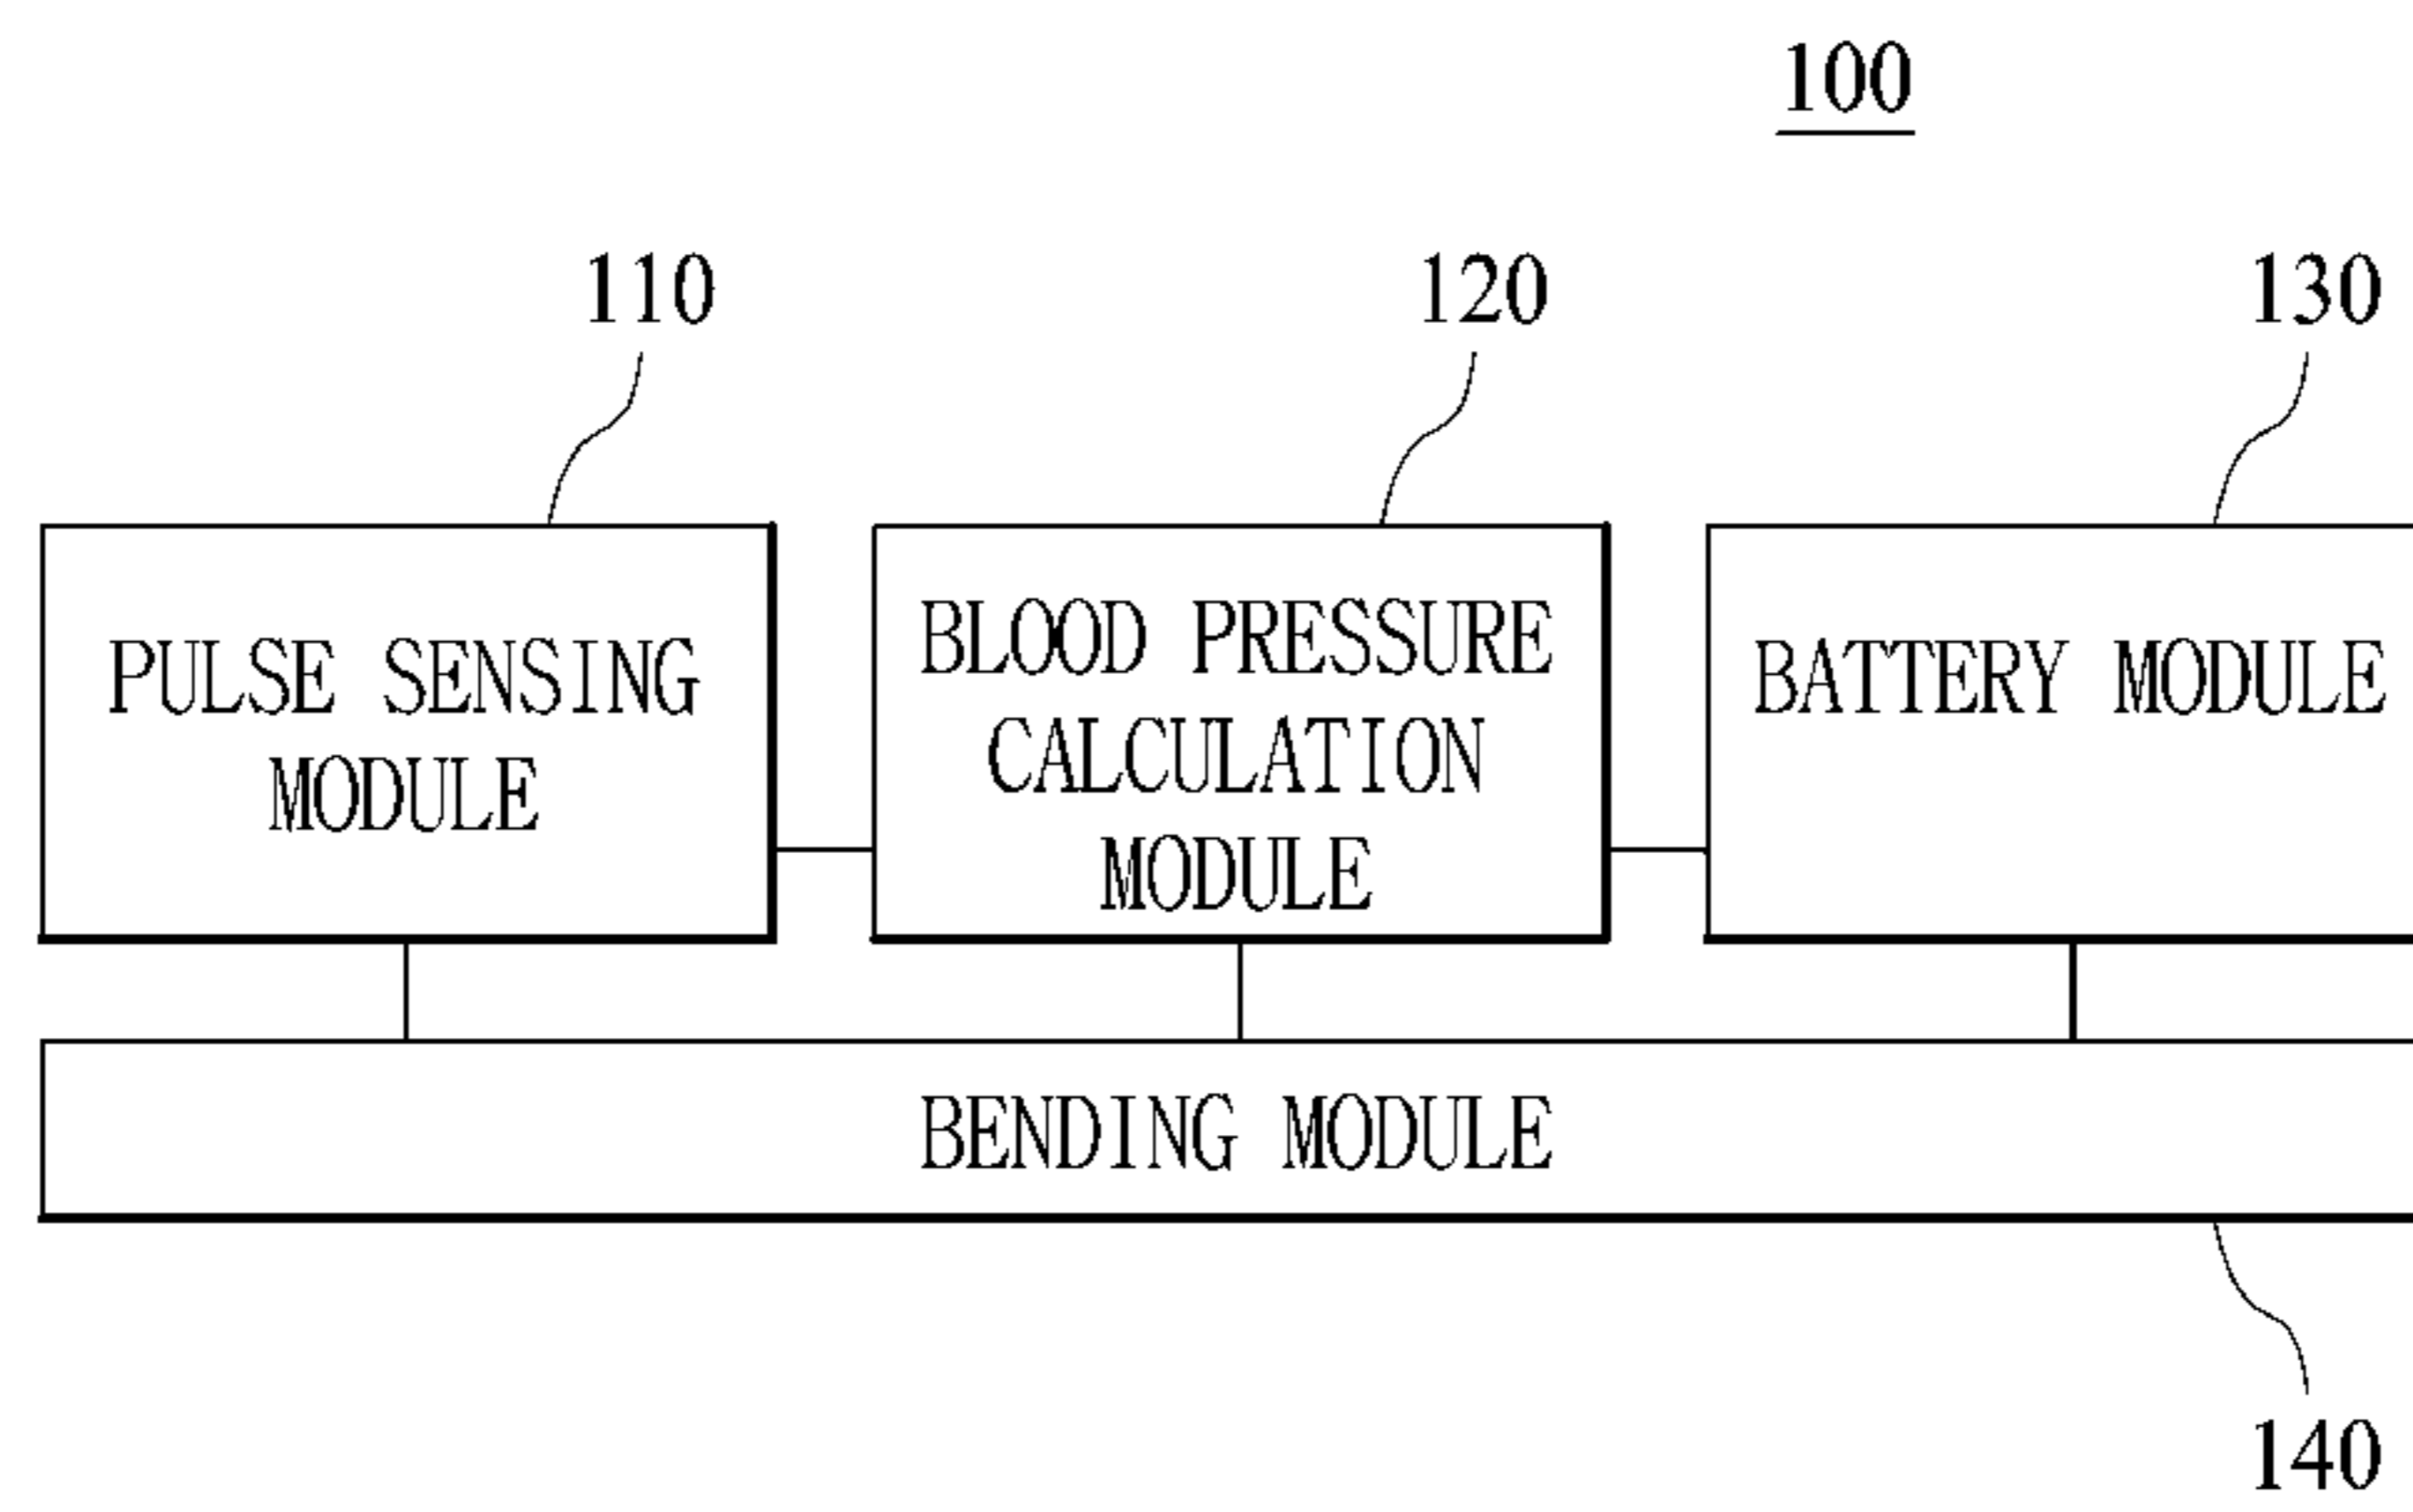 100
110
120
130
PULSE SENSING
MODULE
BLOOD PRESSURE
CALCULATION
MODULE
BATTERY MODULE
BENDING MODULE
140